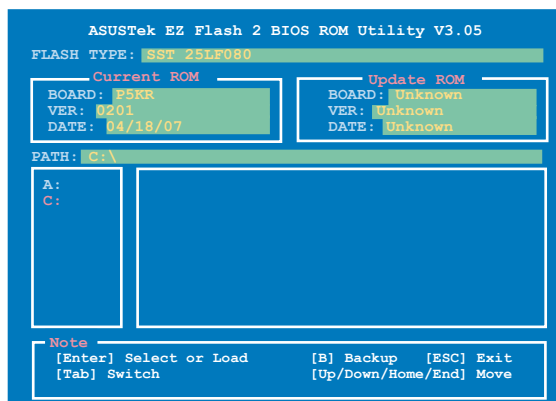 ASUSTek EZ Flash 2 BIOS ROM Utility V3.05
FLASH TYPE: SST 25LF080
Current ROM
BOARD: P5KR
VER: 0201
DATE: 04/18/07
Update ROM
BOARD: Unknown
VER: Unknown
DATE: Unknown
PATH: C:\
A:
C:
Note
[Enter] Select or Load [B] Backup [ESC] Exit
[Tab] Switch [Up/Down/Home/End] Move